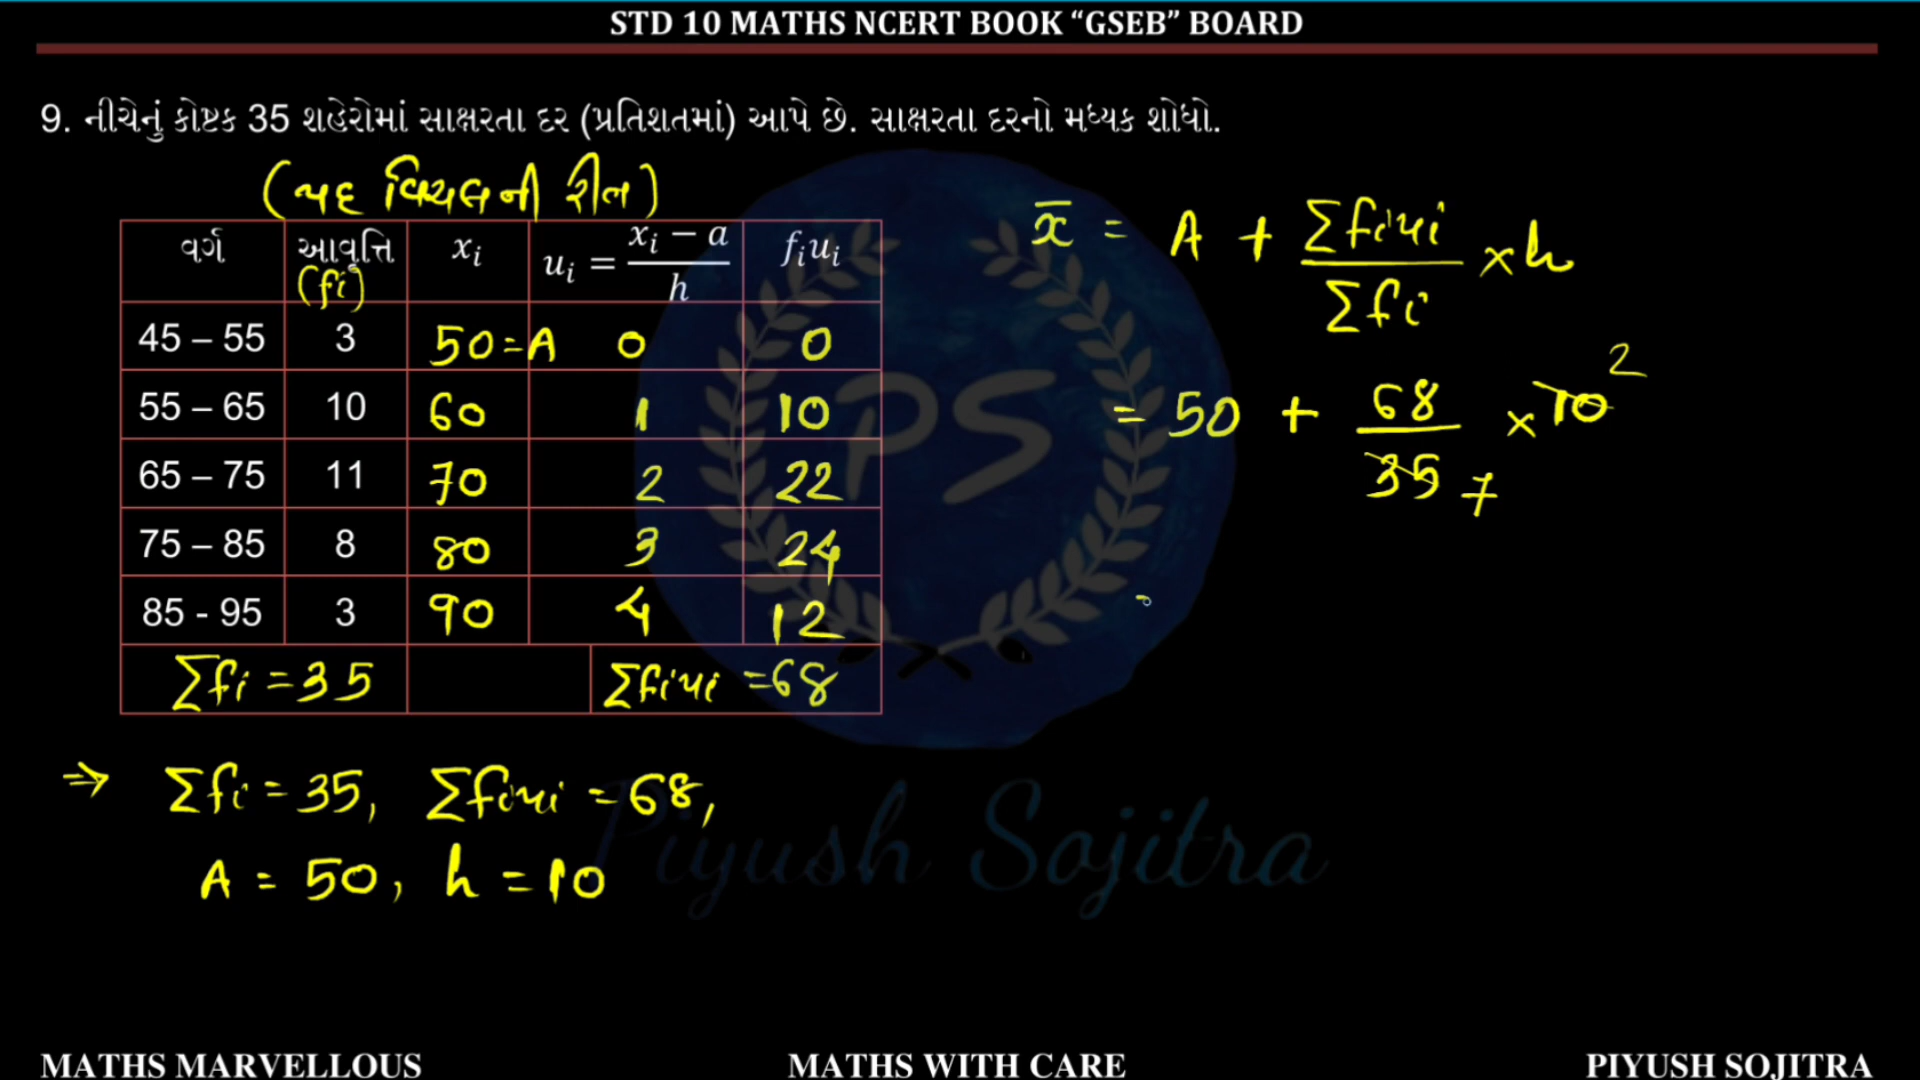 STD 10 MATHS NCERT BOOK “GSEB” BOARD
9. નીચેનું કોષ્ટક 35 શહેરોમાં સાક્ષરતા દર (પ્રતિશતમાં) આપે છે. સાક્ષરતા દરનો મધ્યક શોધો.
(પદ વિચલનની રીત)
વર્ગ આવૃત્તિ (fi) xᵢ uᵢ = (xᵢ − a)/h fᵢuᵢ
45 – 55 3 50=A 0 0
55 – 65 10 60 1 10
65 – 75 11 70 2 22
75 – 85 8 80 3 24
85 - 95 3 90 4 12
Σfi = 35 Σfiui = 68
⇒ Σfi = 35, Σfiui = 68,
A = 50, h = 10
x̄ = A + Σfiui/Σfi × h
= 50 + 68/35 × 10 2
7
PS
Piyush Sojitra
MATHS MARVELLOUS MATHS WITH CARE PIYUSH SOJITRA